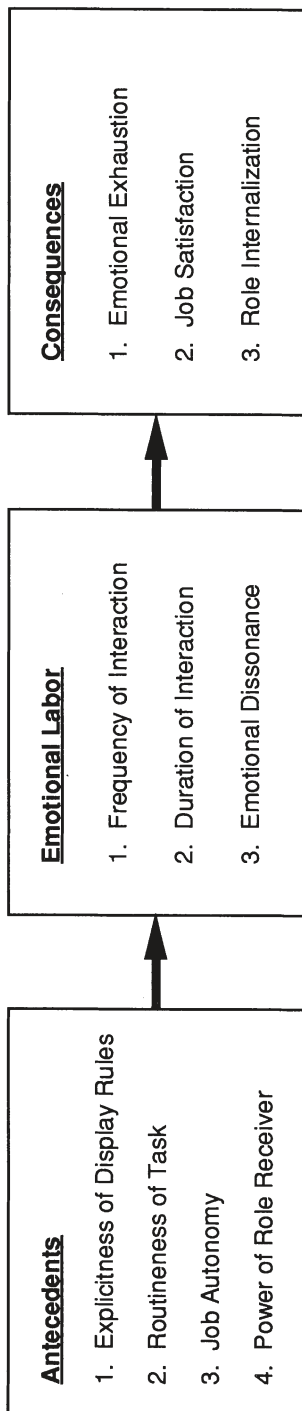 Antecedents
1. Explicitness of Display Rules
2. Routineness of Task
3. Job Autonomy
4. Power of Role Receiver
Emotional Labor
1. Frequency of Interaction
2. Duration of Interaction
3. Emotional Dissonance
Consequences
1. Emotional Exhaustion
2. Job Satisfaction
3. Role Internalization